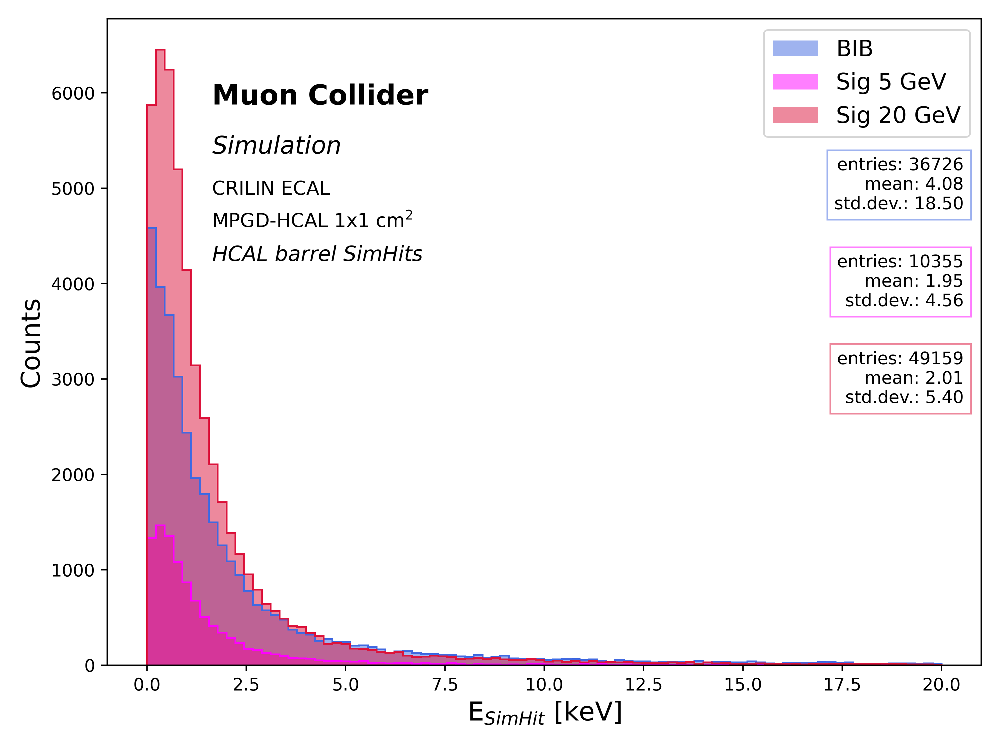 BIB
Sig 5 GeV
Sig 20 GeV
Muon Collider
Simulation
CRILIN ECAL
MPGD-HCAL 1x1 cm²
HCAL barrel SimHits
entries: 36726
mean: 4.08
std.dev.: 18.50
entries: 10355
mean: 1.95
std.dev.: 4.56
entries: 49159
mean: 2.01
std.dev.: 5.40
Counts
6000
5000
4000
3000
2000
1000
0
0.0 2.5 5.0 7.5 10.0 12.5 15.0 17.5 20.0
E_SimHit [keV]